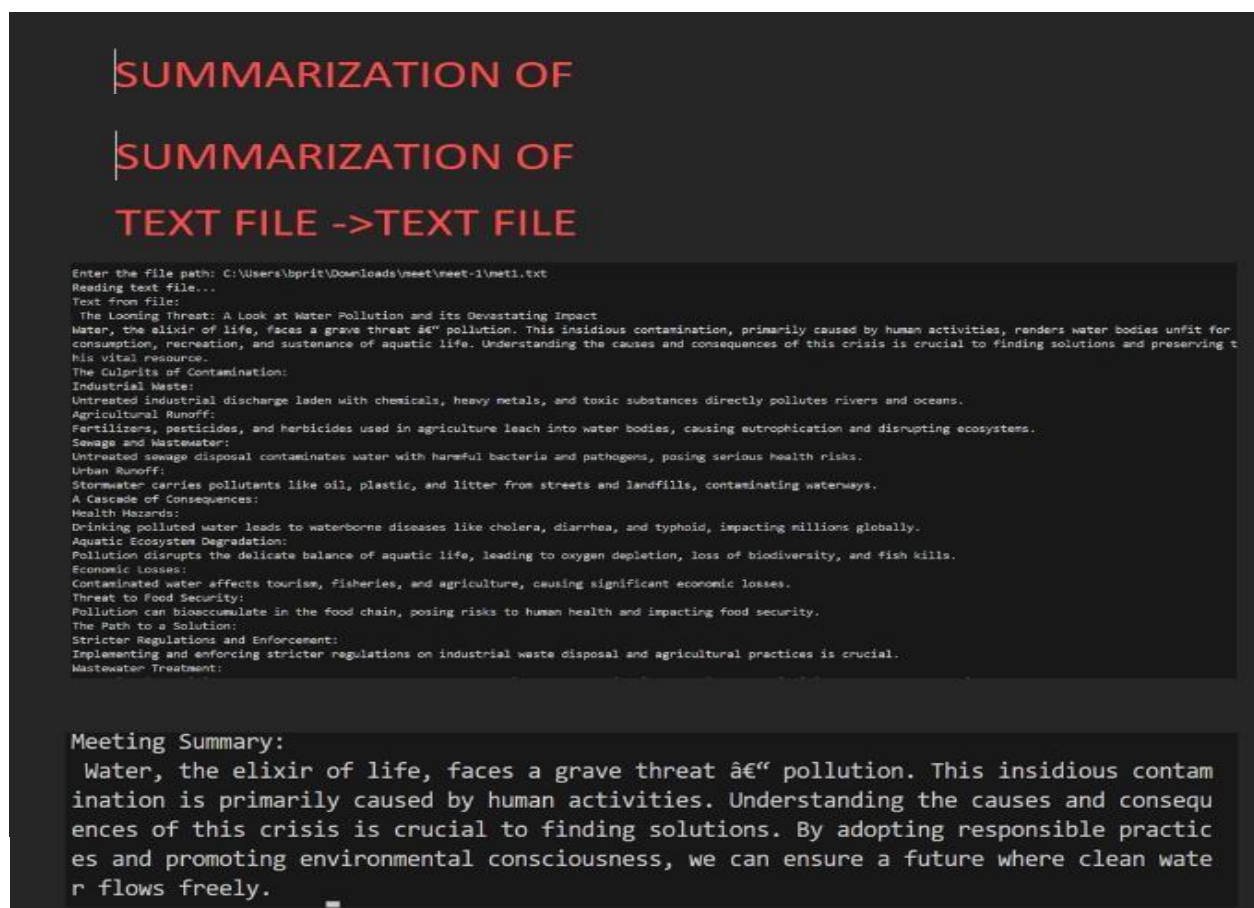 SUMMARIZATION OF
SUMMARIZATION OF
TEXT FILE ->TEXT FILE
Enter the file path: C:\Users\bprit\Downloads\meet\meet-1\met1.txt
Reading text file...
Text from file:
The Looming Threat: A Look at Water Pollution and its Devastating Impact
Water, the elixir of life, faces a grave threat â€“ pollution. This insidious contamination, primarily caused by human activities, renders water bodies unfit for
consumption, recreation, and sustenance of aquatic life. Understanding the causes and consequences of this crisis is crucial to finding solutions and preserving t
his vital resource.
The Culprits of Contamination:
Industrial Waste:
Untreated industrial discharge laden with chemicals, heavy metals, and toxic substances directly pollutes rivers and oceans.
Agricultural Runoff:
Fertilizers, pesticides, and herbicides used in agriculture leach into water bodies, causing eutrophication and disrupting ecosystems.
Sewage and Wastewater:
Untreated sewage disposal contaminates water with harmful bacteria and pathogens, posing serious health risks.
Urban Runoff:
Stormwater carries pollutants like oil, plastic, and litter from streets and landfills, contaminating waterways.
A Cascade of Consequences:
Health Hazards:
Drinking polluted water leads to waterborne diseases like cholera, diarrhea, and typhoid, impacting millions globally.
Aquatic Ecosystem Degradation:
Pollution disrupts the delicate balance of aquatic life, leading to oxygen depletion, loss of biodiversity, and fish kills.
Economic Losses:
Contaminated water affects tourism, fisheries, and agriculture, causing significant economic losses.
Threat to Food Security:
Pollution can bioaccumulate in the food chain, posing risks to human health and impacting food security.
The Path to a Solution:
Stricter Regulations and Enforcement:
Implementing and enforcing stricter regulations on industrial waste disposal and agricultural practices is crucial.
Wastewater Treatment:
Meeting Summary:
Water, the elixir of life, faces a grave threat â€“ pollution. This insidious contam
ination is primarily caused by human activities. Understanding the causes and consequ
ences of this crisis is crucial to finding solutions. By adopting responsible practic
es and promoting environmental consciousness, we can ensure a future where clean wate
r flows freely.